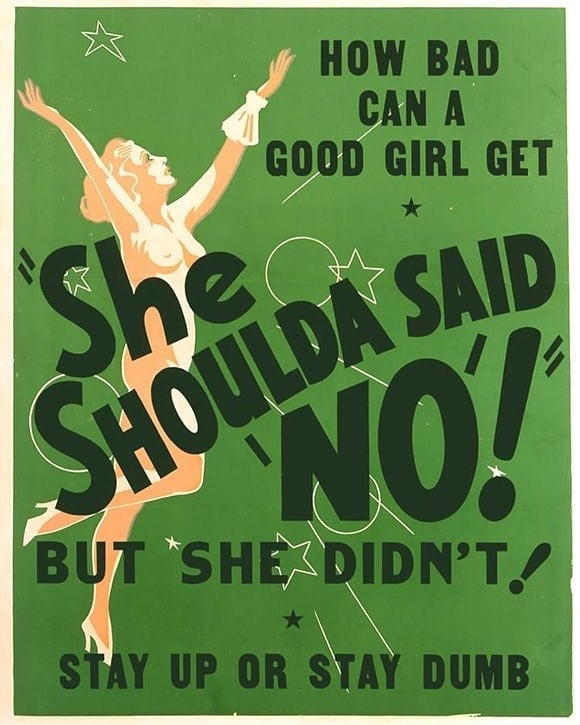 HOW BAD
CAN A
GOOD GIRL GET
"She
SHOULDA SAID
'NO'!"
BUT SHE DIDN'T!
STAY UP OR STAY DUMB